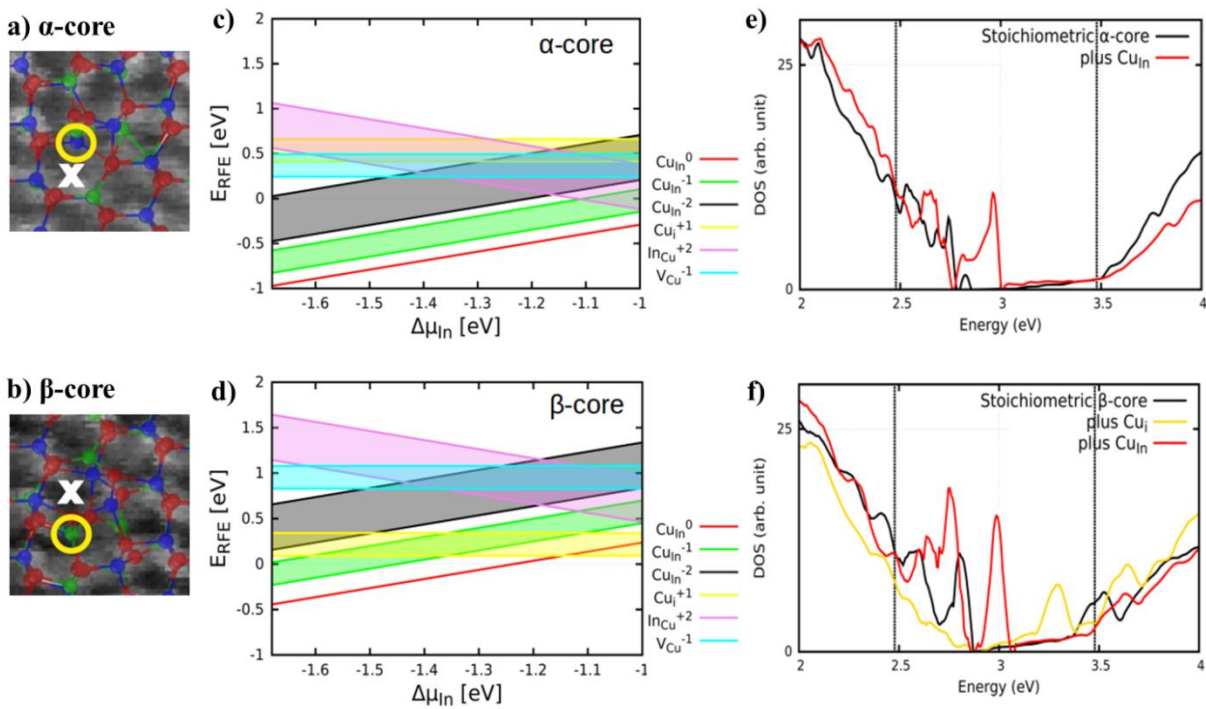 a) α-core
X
c)
α-core
E_RFE [eV]
2
1.5
1
0.5
0
-0.5
-1
-1.6
-1.5
-1.4
-1.3
-1.2
-1.1
-1
Δμ_In [eV]
Cu_In^0
Cu_In^-1
Cu_In^-2
Cu_i^+1
In_Cu^+2
V_Cu^-1
e)
Stoichiometric α-core
plus Cu_In
DOS (arb. unit)
25
0
2
2.5
3
3.5
4
Energy (eV)
b) β-core
X
d)
β-core
E_RFE [eV]
2
1.5
1
0.5
0
-0.5
-1
-1.6
-1.5
-1.4
-1.3
-1.2
-1.1
-1
Δμ_In [eV]
Cu_In^0
Cu_In^-1
Cu_In^-2
Cu_i^+1
In_Cu^+2
V_Cu^-1
f)
Stoichiometric β-core
plus Cu_i
plus Cu_In
DOS (arb. unit)
25
0
2
2.5
3
3.5
4
Energy (eV)